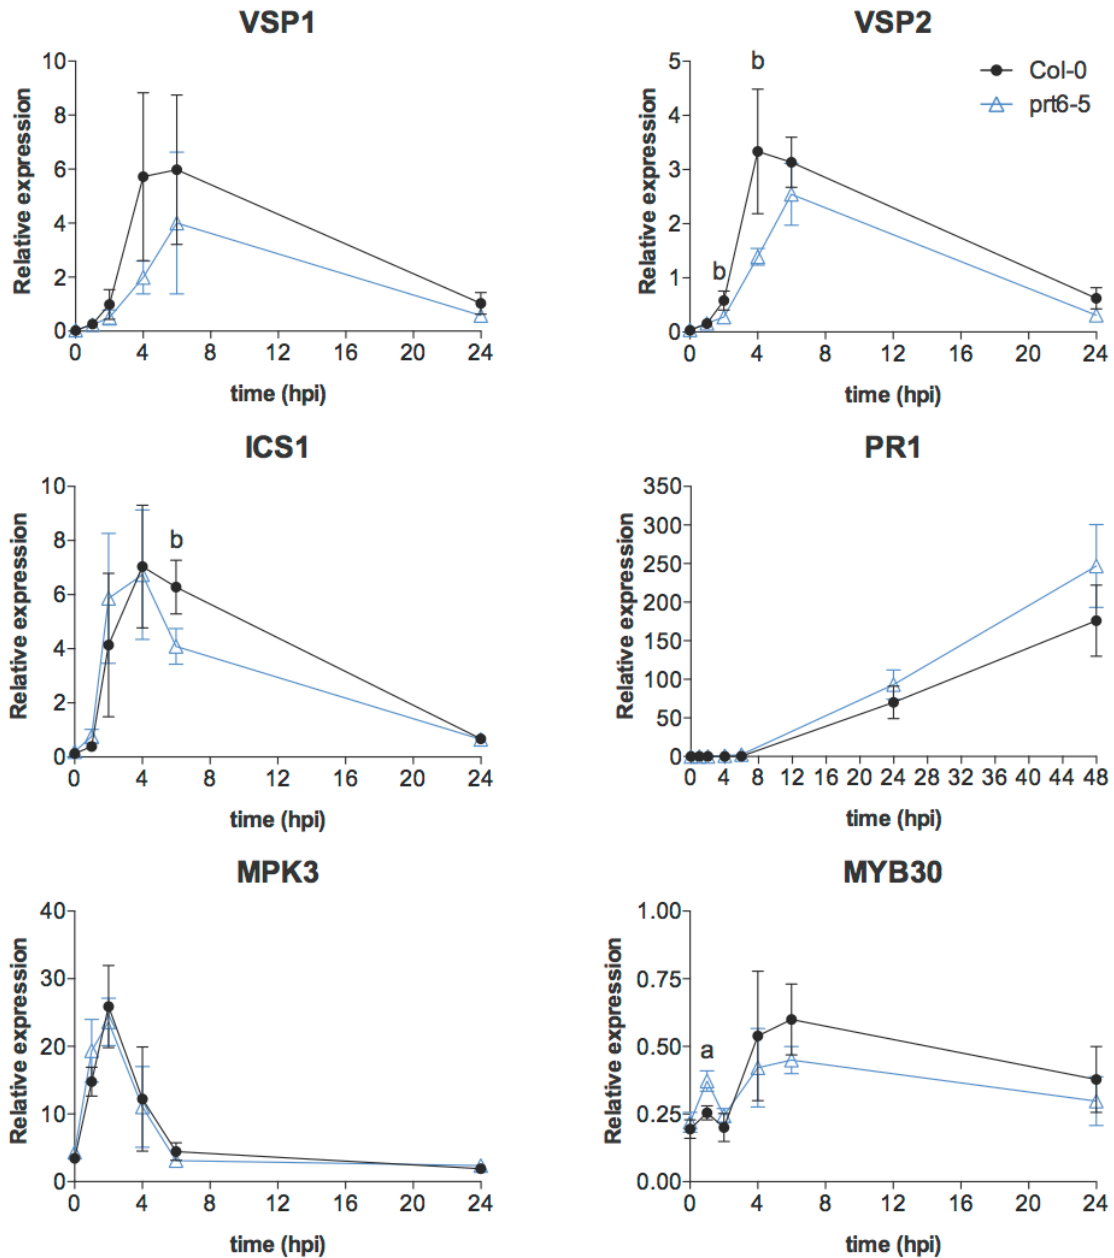 VSP1
10
8
6
4
2
0
Relative expression
0 4 8 12 16 20 24
time (hpi)
VSP2
5
4
3
2
1
0
Relative expression
b
b
Col-0
prt6-5
0 4 8 12 16 20 24
time (hpi)
ICS1
10
8
6
4
2
0
Relative expression
b
0 4 8 12 16 20 24
time (hpi)
PR1
350
300
250
200
150
100
50
0
Relative expression
0 4 8 12 16 20 24 28 32 36 40 44 48
time (hpi)
MPK3
40
30
20
10
0
Relative expression
0 4 8 12 16 20 24
time (hpi)
MYB30
1.00
0.75
0.50
0.25
0.00
Relative expression
a
0 4 8 12 16 20 24
time (hpi)